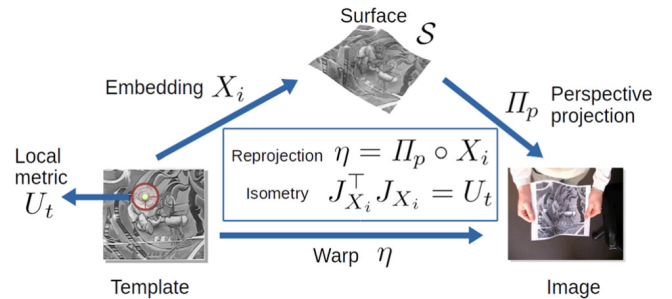 Surface
𝒮
Embedding X_i
Π_p Perspective
projection
Local
metric
U_t
Reprojection η = Π_p ∘ X_i
Isometry J_{X_i}^⊤ J_{X_i} = U_t
Warp η
Template
Image